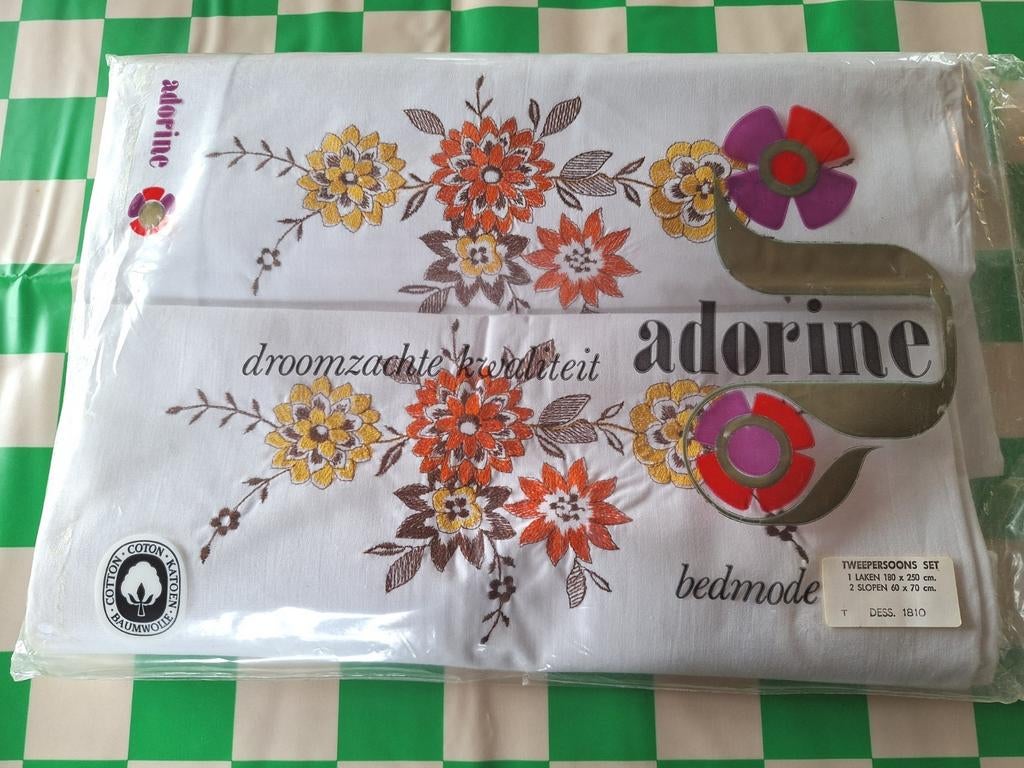 adorine
droomzachte kwaliteit
adorine
bedmode
TWEEPERSOONS SET
1 LAKEN 180 x 250 cm.
2 SLOPEN 60 x 70 cm.
T DESS. 1810
COTTON · COTON · KATOEN · BAUMWOLLE ·